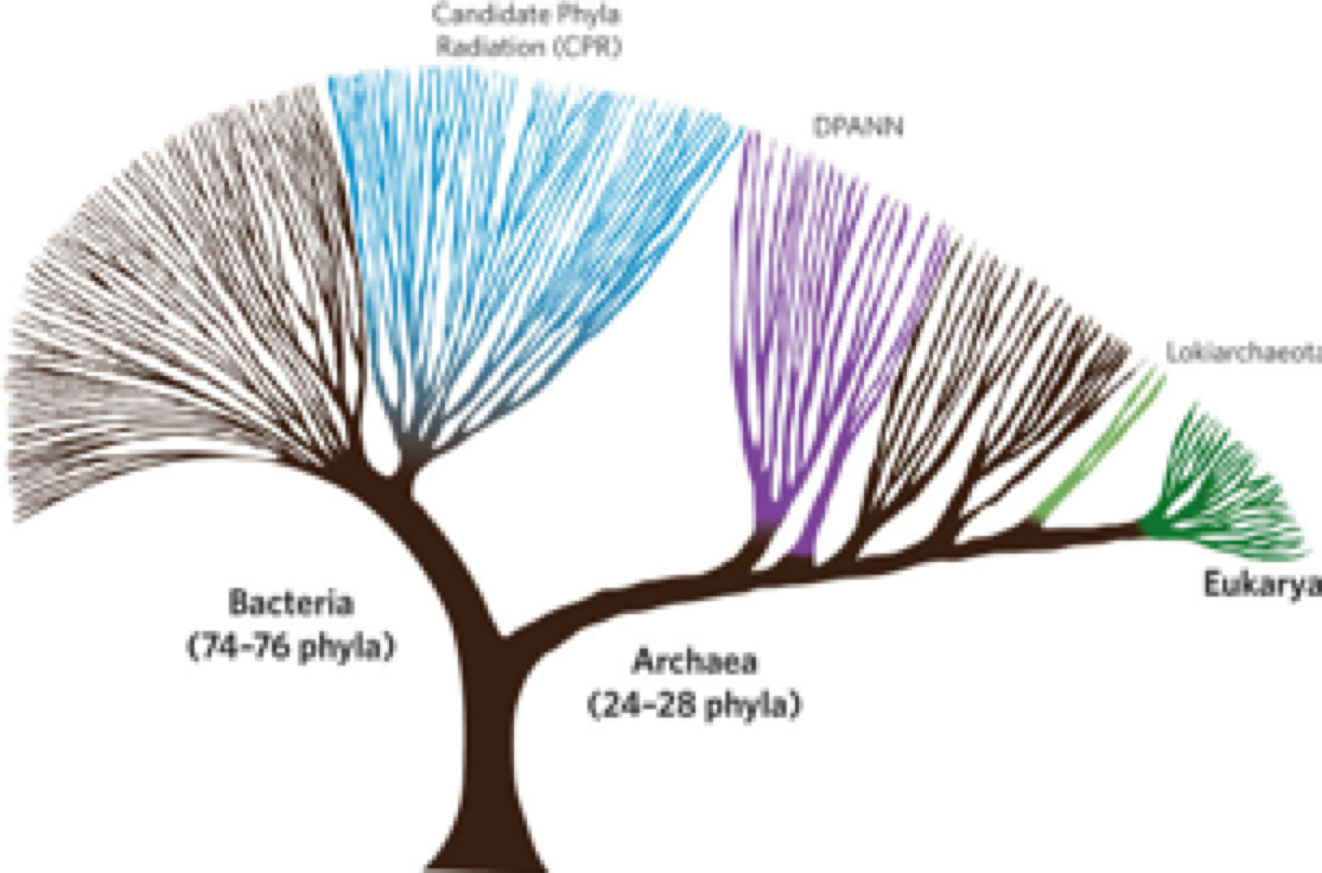 Candidate Phyla
Radiation (CPR)
DPANN
Lokiarchaeota
Eukarya
Bacteria
(74–76 phyla)
Archaea
(24–28 phyla)